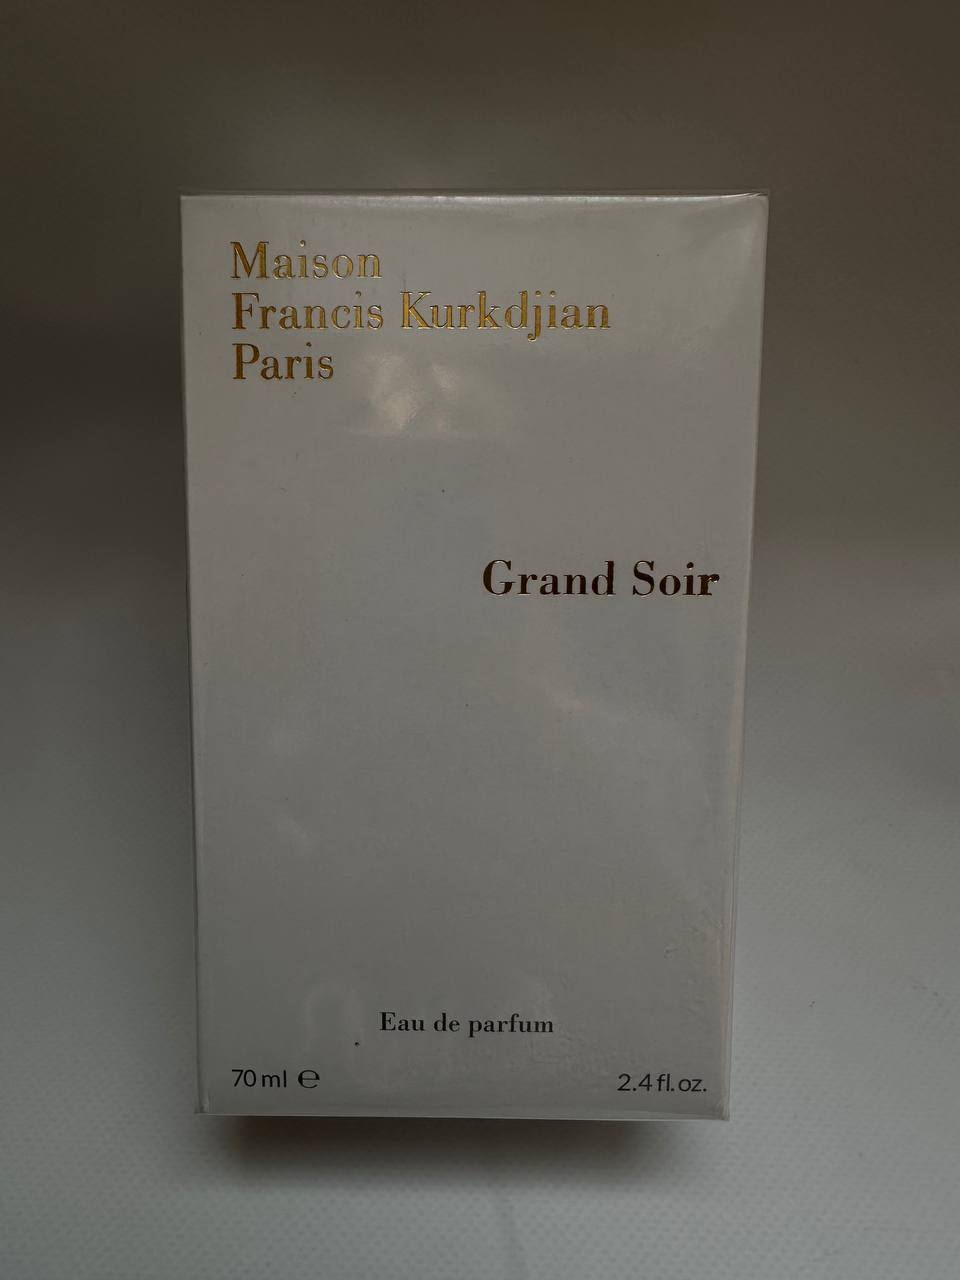 Maison
Francis Kurkdjian
Paris
Grand Soir
Eau de parfum
70 ml ℮
2.4 fl. oz.